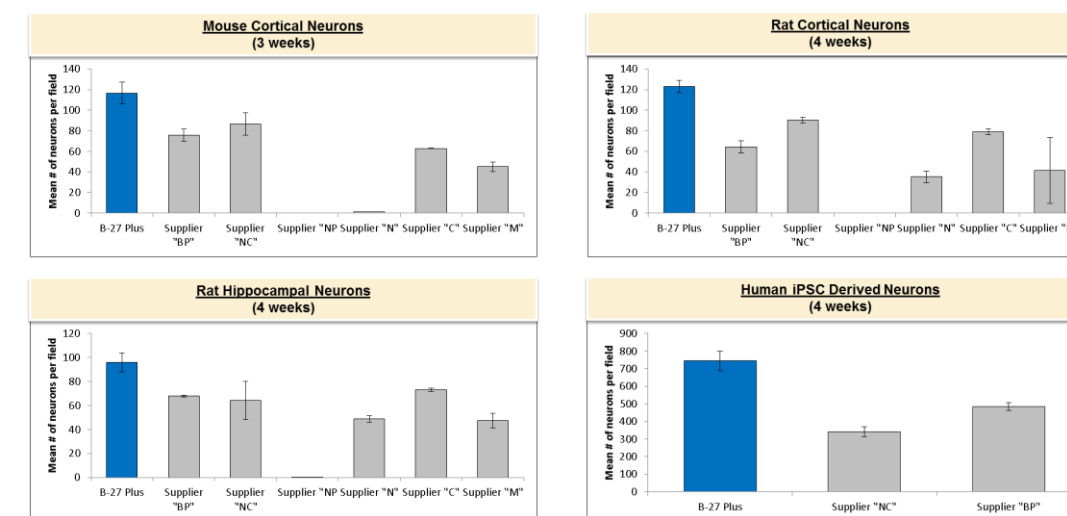 Mouse Cortical Neurons
(3 weeks)
Mean # of neurons per field
140
120
100
80
60
40
20
0
B-27 Plus
Supplier "BP"
Supplier "NC"
Supplier "NP
Supplier "N"
Supplier "C"
Supplier "M"
Rat Cortical Neurons
(4 weeks)
Mean # of neurons per field
140
120
100
80
60
40
20
0
B-27 Plus
Supplier "BP"
Supplier "NC"
Supplier "NP
Supplier "N"
Supplier "C"
Supplier "
Rat Hippocampal Neurons
(4 weeks)
Mean # of neurons per field
120
100
80
60
40
20
0
B-27 Plus
Supplier "BP"
Supplier "NC"
Supplier "NP
Supplier "N"
Supplier "C"
Supplier "M"
Human iPSC Derived Neurons
(4 weeks)
Mean # of neurons per field
900
800
700
600
500
400
300
200
100
0
B-27 Plus
Supplier "NC"
Supplier "BP"